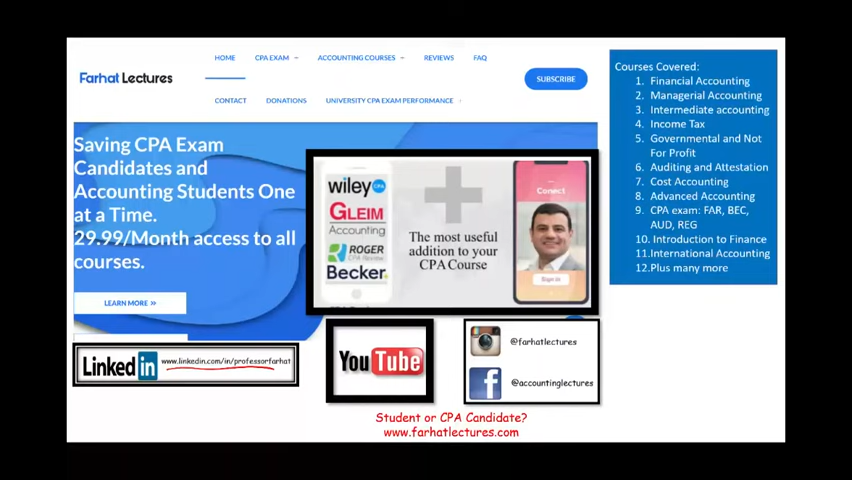 HOME
CPA EXAM
ACCOUNTING COURSES
REVIEWS
FAQ
Farhat Lectures
SUBSCRIBE
CONTACT
DONATIONS
UNIVERSITY CPA EXAM PERFORMANCE
Saving CPA Exam
Candidates and
Accounting Students One
at a Time.
29.99/Month access to all
courses.
LEARN MORE »
wiley CPA
GLEIM
Accounting
ROGER
CPA Review
Becker.
The most useful
addition to your
CPA Course
Conect
Sign in
Courses Covered:
1. Financial Accounting
2. Managerial Accounting
3. Intermediate accounting
4. Income Tax
5. Governmental and Not
For Profit
6. Auditing and Attestation
7. Cost Accounting
8. Advanced Accounting
9. CPA exam: FAR, BEC,
AUD, REG
10. Introduction to Finance
11.International Accounting
12.Plus many more
Linked in
www.linkedin.com/in/professorfarhat
YouTube
@farhatlectures
@accountinglectures
Student or CPA Candidate?
www.farhatlectures.com